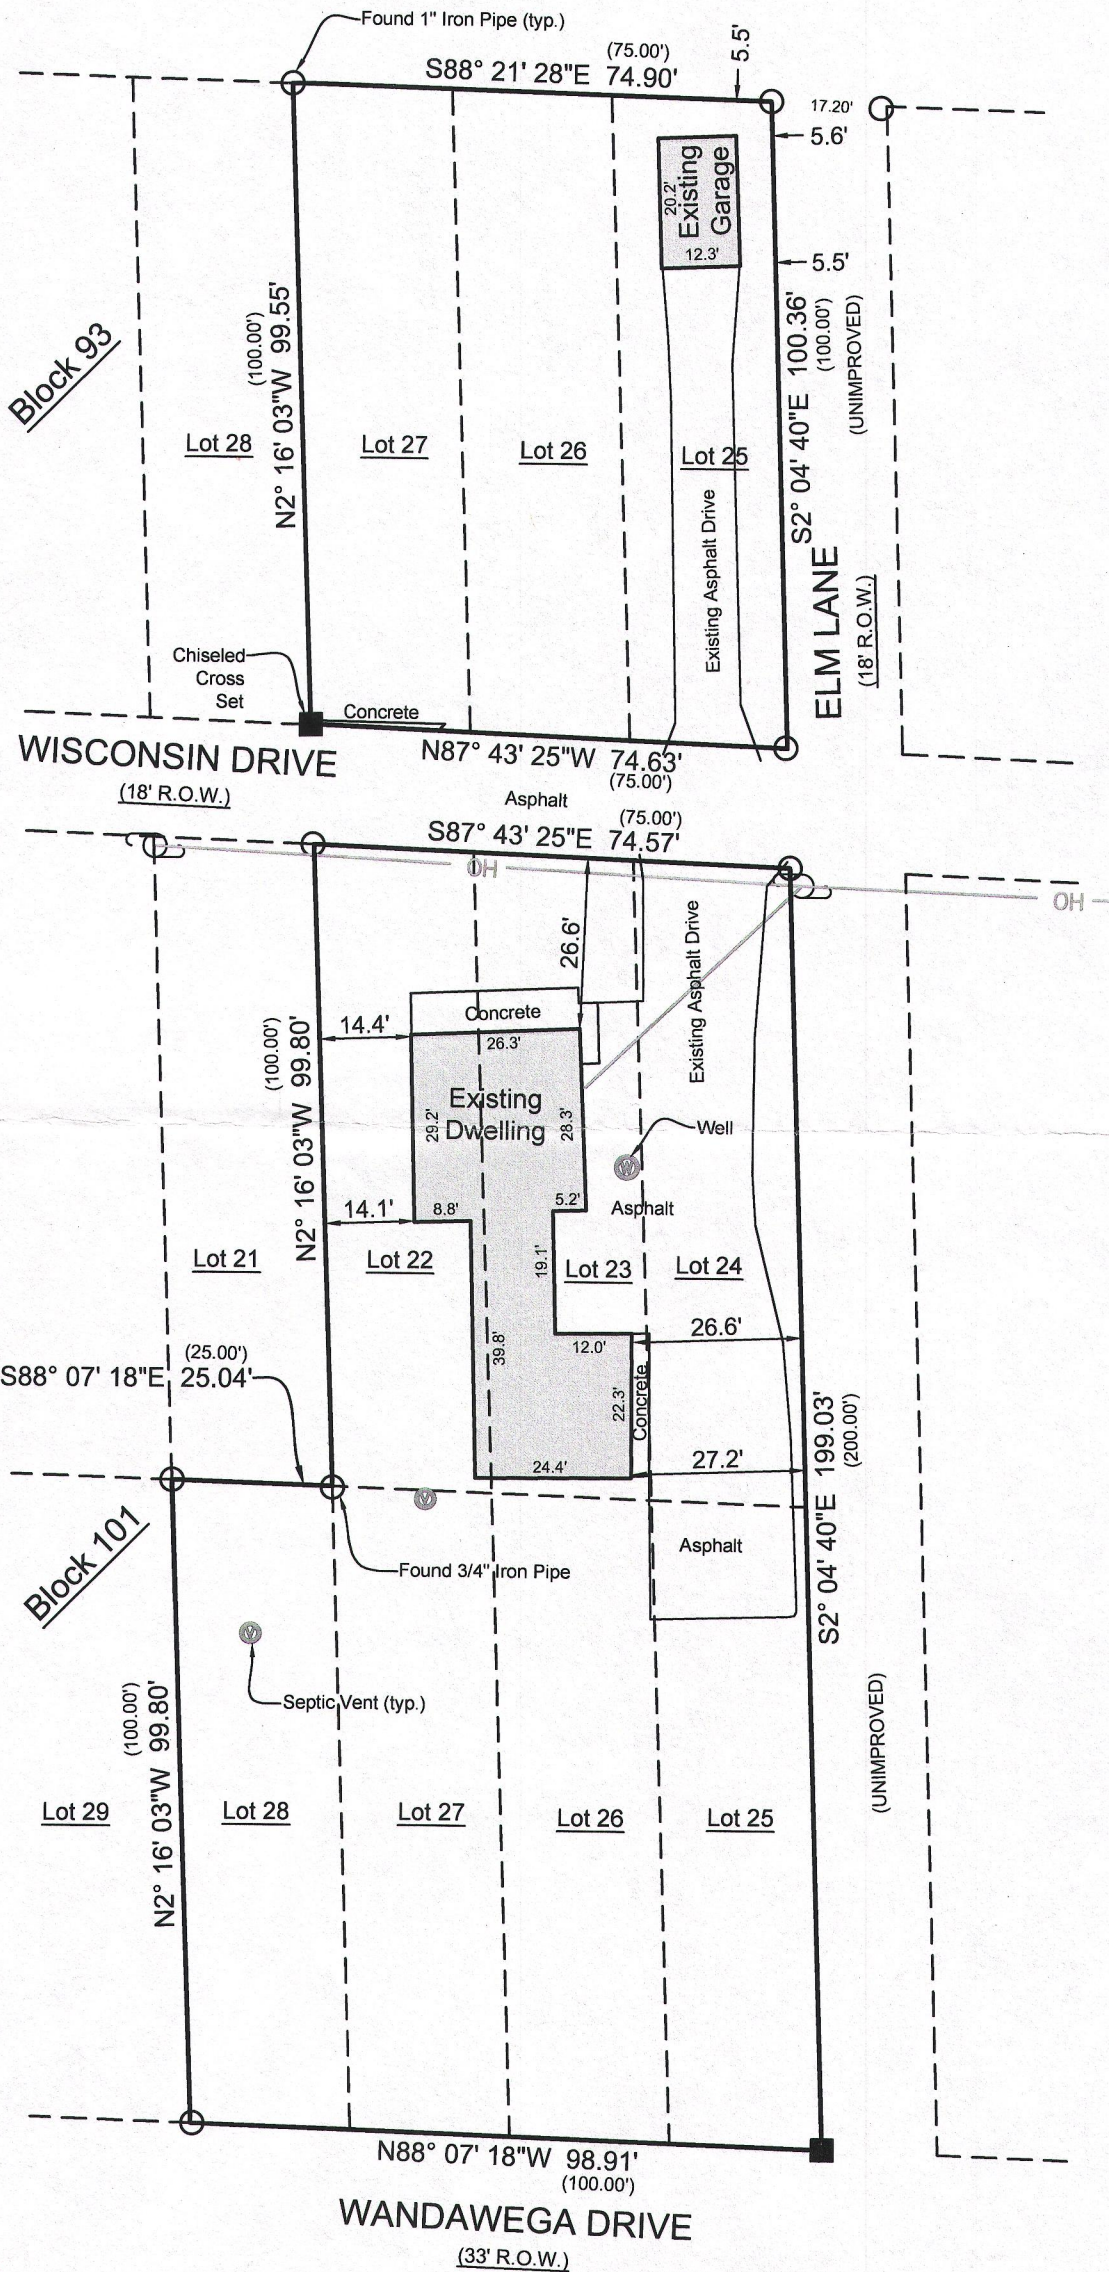 Found 1" Iron Pipe (typ.)
(75.00')
S88° 21' 28"E 74.90'
5.5'
17.20'
5.6'
Existing
Garage
20.2'
12.3'
5.5'
Block 93
N2° 16' 03"W 99.55'
(100.00')
S2° 04' 40"E 100.36'
(100.00')
(UNIMPROVED)
Lot 28
Lot 27
Lot 26
Lot 25
Existing Asphalt Drive
ELM LANE
(18' R.O.W.)
Chiseled
Cross
Set
Concrete
WISCONSIN DRIVE
(18' R.O.W.)
N87° 43' 25"W 74.63'
(75.00')
Asphalt
(75.00')
S87° 43' 25"E 74.57'
OH
OH
26.6'
Existing Asphalt Drive
Concrete
14.4'
26.3'
(100.00')
N2° 16' 03"W 99.80'
Existing
Dwelling
29.2'
28.3'
Well
W
14.1'
8.8'
5.2'
Asphalt
Lot 21
Lot 22
19.1'
Lot 23
Lot 24
39.8'
12.0'
26.6'
(25.00')
S88° 07' 18"E 25.04'
22.3'
Concrete
24.4'
27.2'
S2° 04' 40"E 199.03'
(200.00')
V
Block 101
Asphalt
Found 3/4" Iron Pipe
V
Septic Vent (typ.)
(100.00')
N2° 16' 03"W 99.80'
(UNIMPROVED)
Lot 29
Lot 28
Lot 27
Lot 26
Lot 25
N88° 07' 18"W 98.91'
(100.00')
WANDAWEGA DRIVE
(33' R.O.W.)